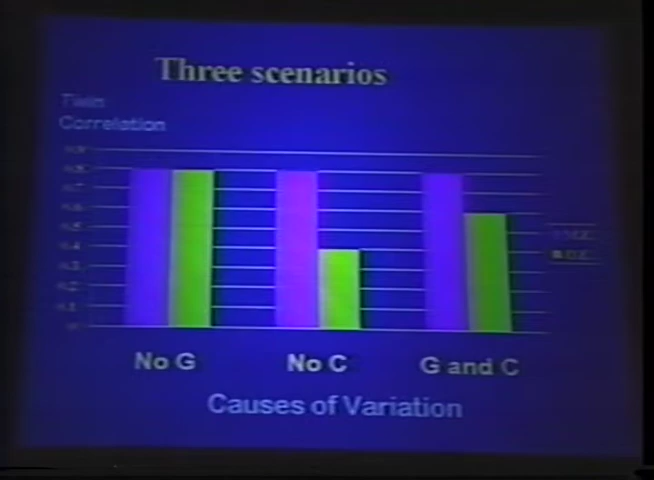 Three scenarios
Twin
Correlation
No G
No C
G and C
Causes of Variation